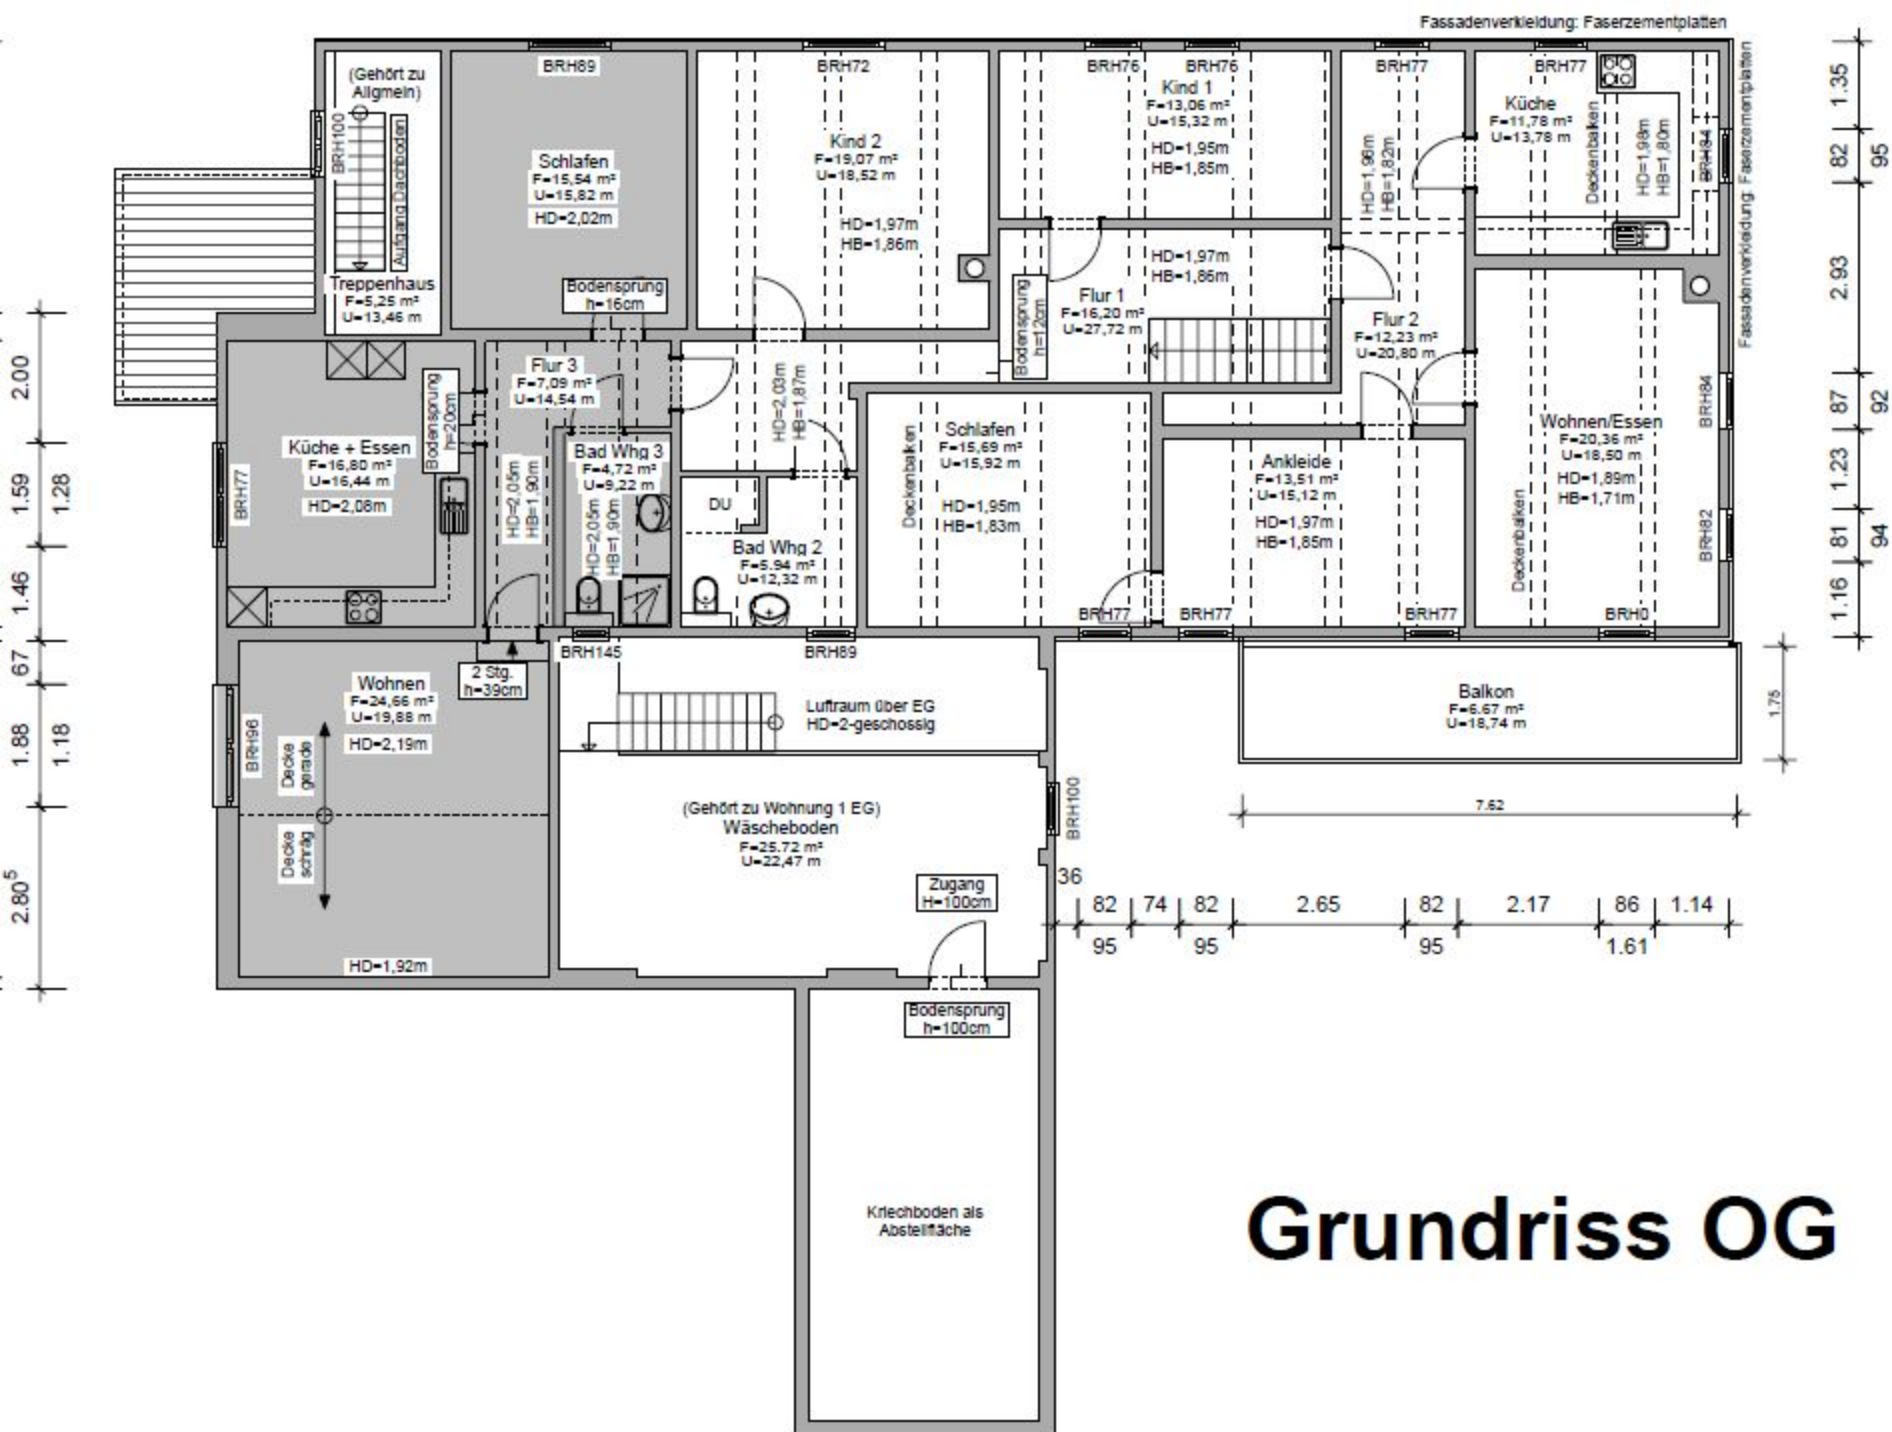 Fassadenverkleidung: Faserzementplatten
Fassadenverkleidung: Faserzementplatten
(Gehört zu
Allgmein)
BRH100
Aufgang Dachboden
Treppenhaus
F=5,25 m²
U=13,46 m
BRH89
Schlafen
F=15,54 m²
U=15,82 m
HD=2,02m
Bodensprung
h=16cm
BRH72
Kind 2
F=19,07 m²
U=18,52 m
HD=1,97m
HB=1,86m
BRH76
BRH76
Kind 1
F=13,06 m²
U=15,32 m
HD=1,95m
HB=1,85m
BRH77
HD=1,96m
HB=1,82m
BRH77
Küche
F=11,78 m²
U=13,78 m
Deckenbalken
HD=1,98m
HB=1,80m
BRH84
HD=1,97m
HB=1,86m
Bodensprung
h=12cm
Flur 1
F=16,20 m²
U=27,72 m
Flur 2
F=12,23 m²
U=20,80 m
Flur 3
F=7,09 m²
U=14,54 m
HD=2,03m
HB=1,87m
Bodensprung
h=20cm
Küche + Essen
F=16,80 m²
U=16,44 m
HD=2,08m
BRH77
HD=2,05m
HB=1,90m
Bad Whg 3
F=4,72 m²
U=9,22 m
HD=2,05m
HB=1,90m
DU
Bad Whg 2
F=5.94 m²
U=12,32 m
Deckenbalken
Schlafen
F=15,69 m²
U=15,92 m
HD=1,95m
HB=1,83m
Ankleide
F=13,51 m²
U=15,12 m
HD=1,97m
HB=1,85m
Wohnen/Essen
F=20,36 m²
U=18,50 m
HD=1,89m
HB=1,71m
Deckenbalken
BRH84
BRH82
BRH77
BRH77
BRH77
BRH0
BRH145
BRH89
Wohnen
F=24,66 m²
U=19,88 m
HD=2,19m
2 Stg.
h=39cm
BRH96
Decke
gerade
Decke
schräg
HD=1,92m
Luftraum über EG
HD=2-geschossig
(Gehört zu Wohnung 1 EG)
Wäscheboden
F=25.72 m²
U=22,47 m
BRH100
Zugang
H=100cm
Bodensprung
h=100cm
Balkon
F=6.67 m²
U=18,74 m
1.75
7.62
36
82 74 82 2.65 82 2.17 86 1.14
95 95 95 1.61
2.00
1.59
1.28
1.46
67
1.88
1.18
2.80⁵
1.35
82
95
2.93
87
92
1.23
81
94
1.16
Kriechboden als
Abstellfläche
Grundriss OG